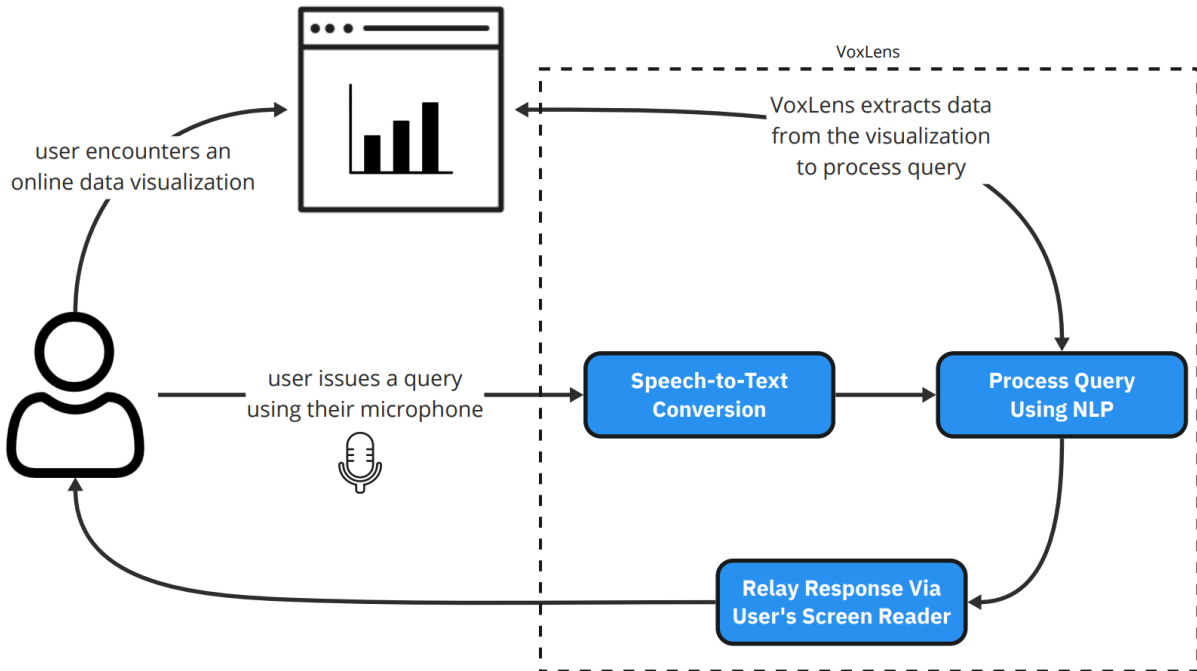 VoxLens
VoxLens extracts data
from the visualization
to process query
user encounters an
online data visualization
user issues a query
using their microphone
Speech-to-Text
Conversion
Process Query
Using NLP
Relay Response Via
User's Screen Reader